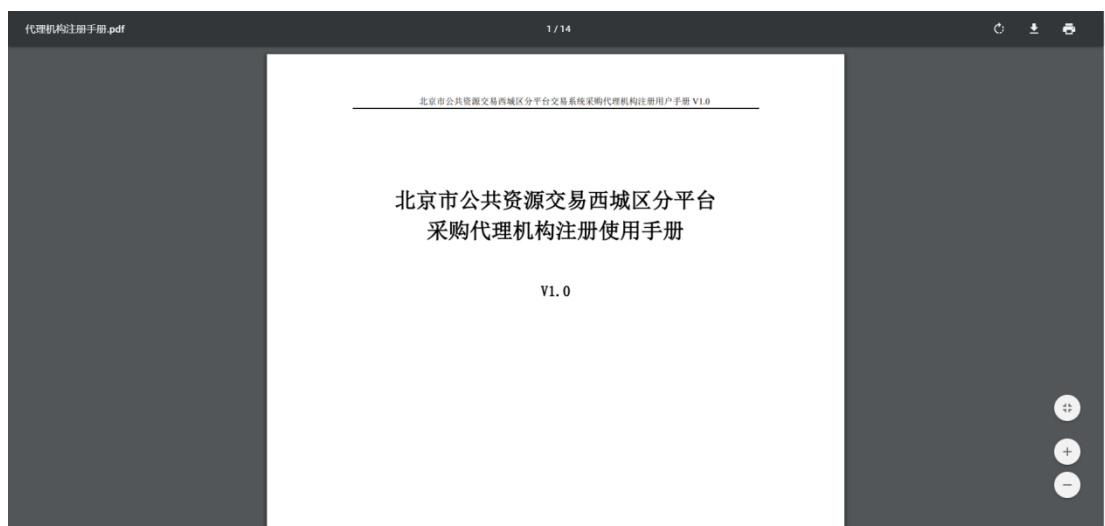 代理机构注册手册.pdf
1 / 14
北京市公共资源交易西城区分平台交易系统采购代理机构注册用户手册 V1.0
北京市公共资源交易西城区分平台
采购代理机构注册使用手册
V1.0